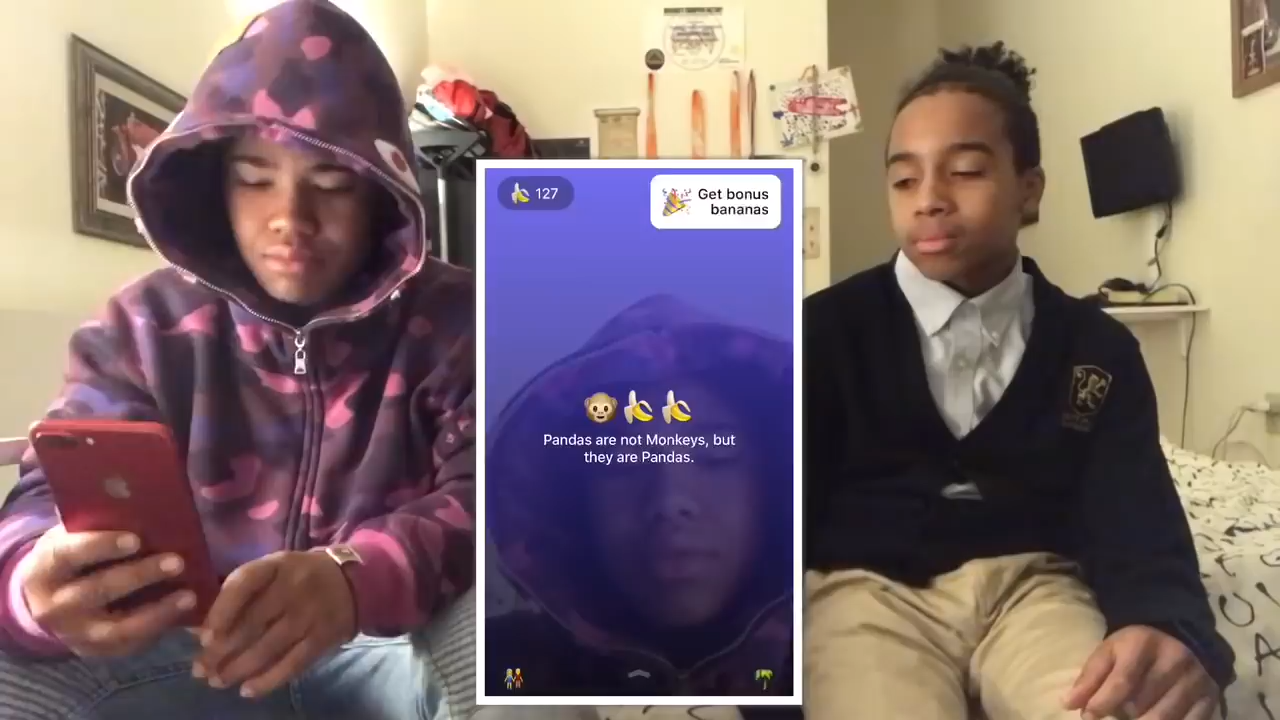 127
Get bonus
bananas
Pandas are not Monkeys, but
they are Pandas.